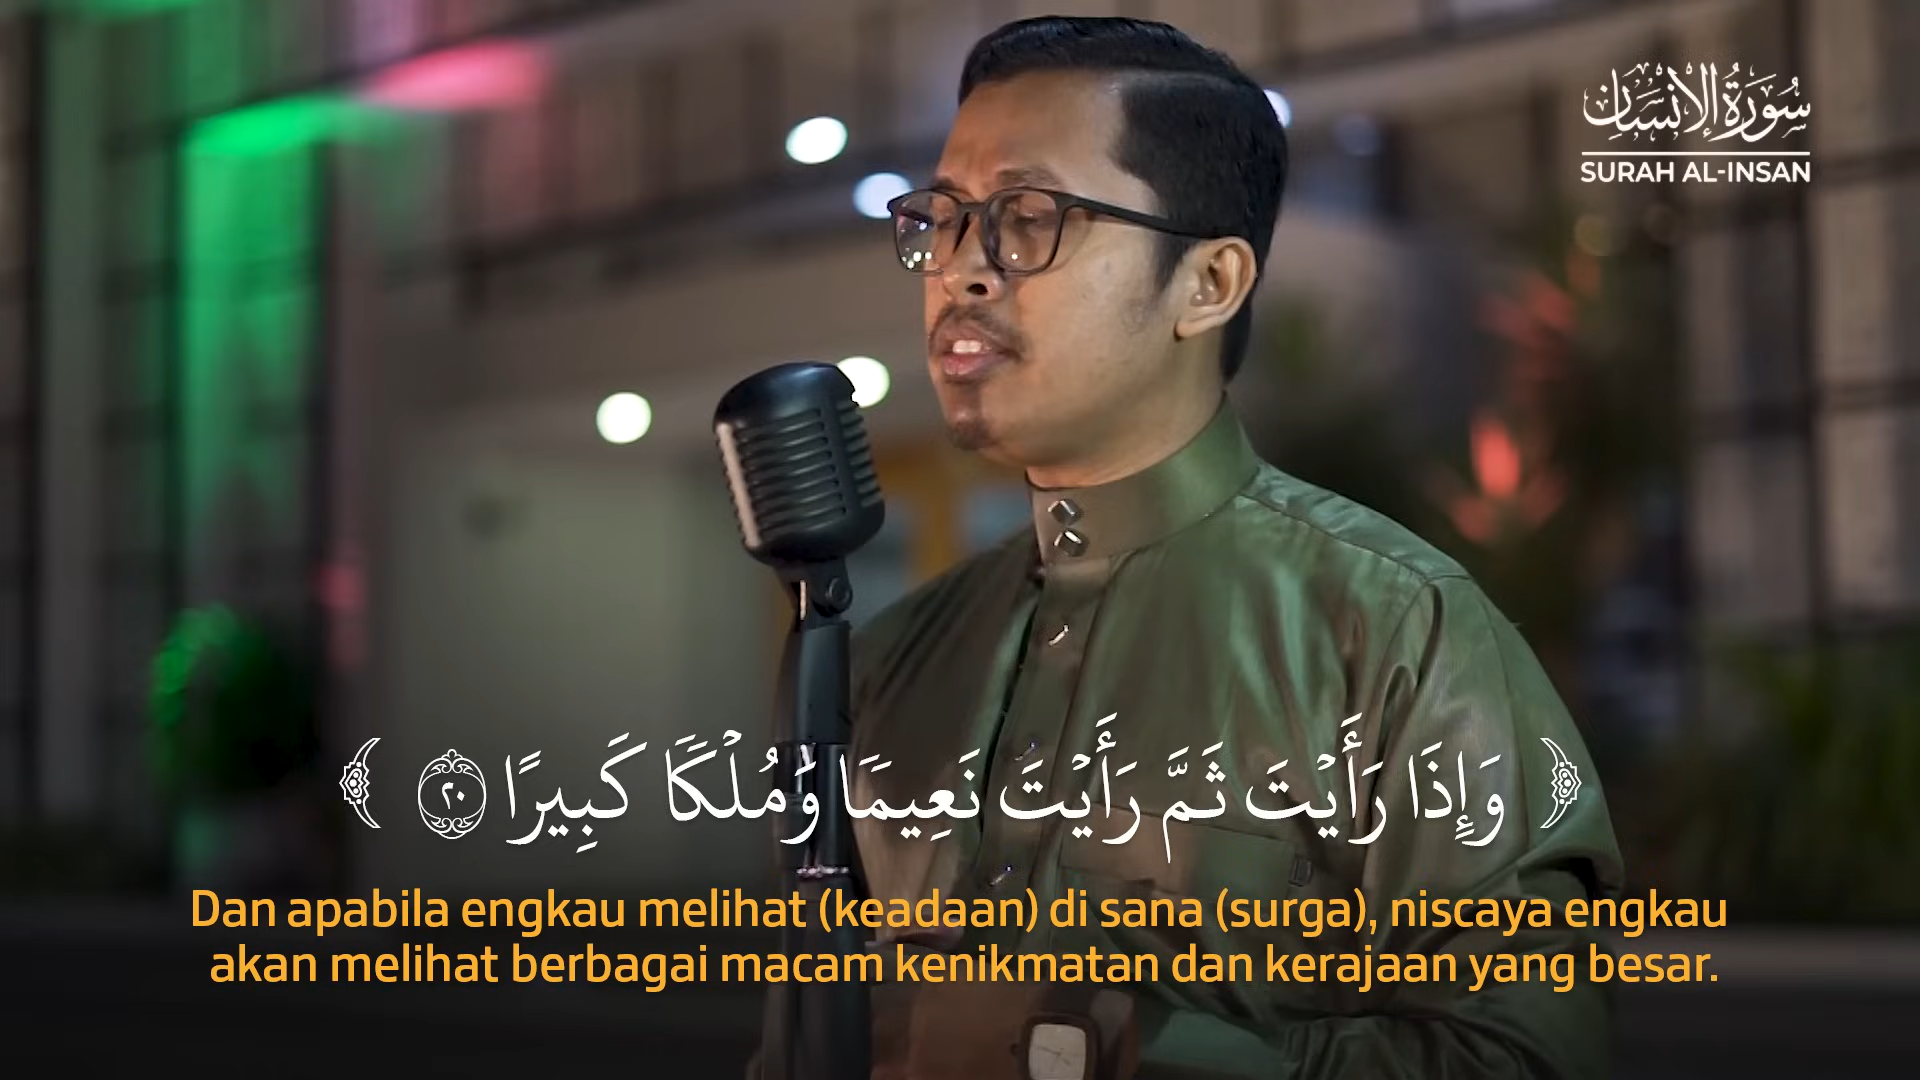 سُورَةُ الإِنْسَانِ
SURAH AL-INSAN
﴿ وَإِذَا رَأَيْتَ ثَمَّ رَأَيْتَ نَعِيمًا وَمُلْكًا كَبِيرًا ٢٠ ﴾
Dan apabila engkau melihat (keadaan) di sana (surga), niscaya engkau
akan melihat berbagai macam kenikmatan dan kerajaan yang besar.